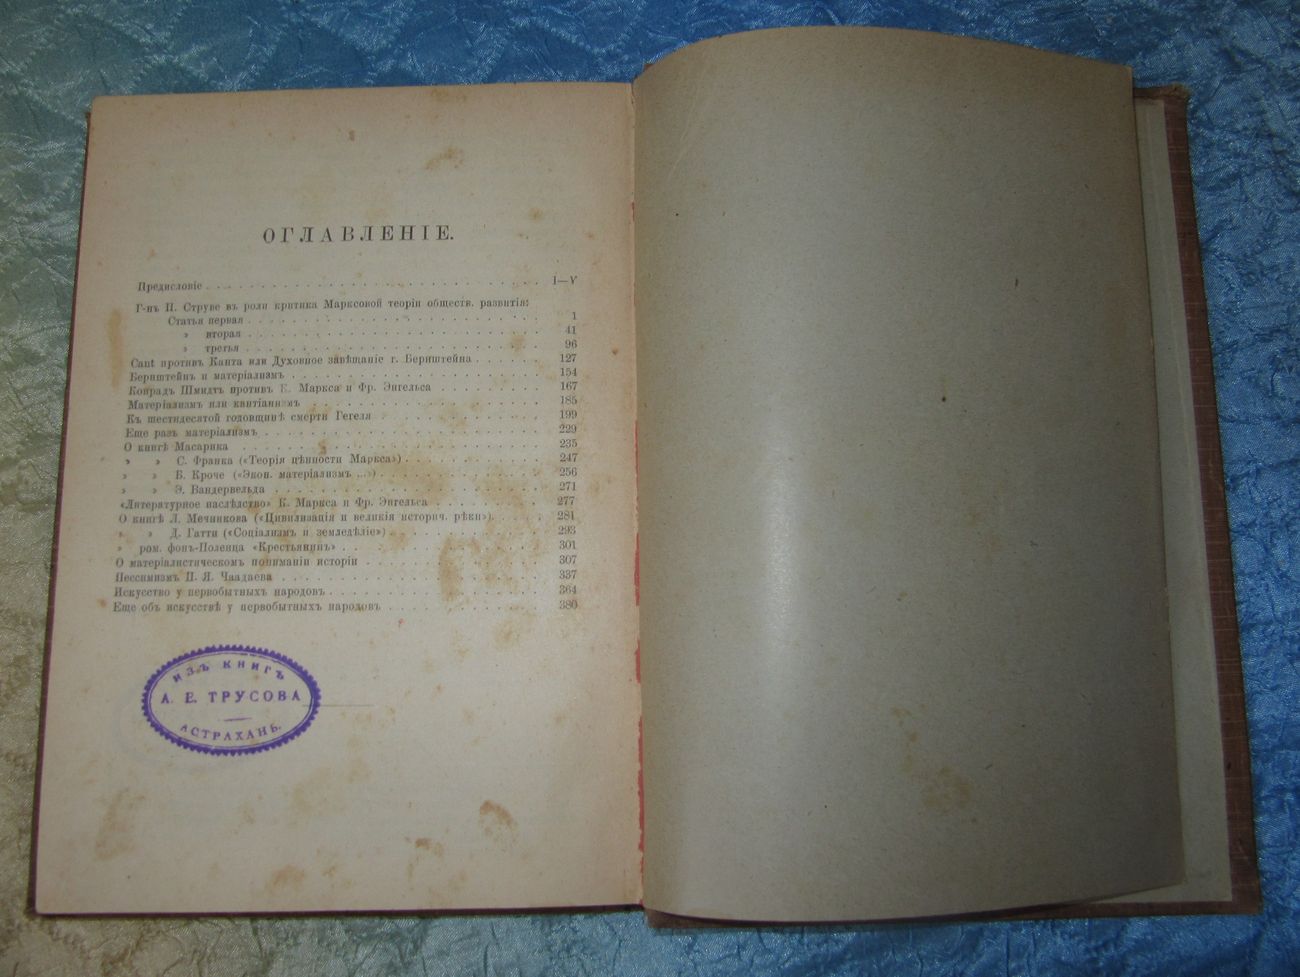 ОГЛАВЛЕНІЕ.
Предисловіе . . . . . I—V
Г-нъ П. Струве въ роли критика Марксовой теоріи обществ. развитія:
Статья первая . . . . . 1
» вторая . . . . . 41
» третья . . . . . 96
Cant противъ Канта или Духовное завѣщаніе г. Бернштейна . . . . . 127
Бернштейнъ и матеріализмъ . . . . . 154
Конрадъ Шмидтъ противъ К. Маркса и Фр. Энгельса . . . . . 167
Матеріализмъ или кантіанизмъ . . . . . 185
Къ шестидесятой годовщинѣ смерти Гегеля . . . . . 199
Еще разъ матеріализмъ . . . . . 229
О книгѣ Масарика . . . . . 235
» » С. Франка («Теорія цѣнности Маркса») . . . . . 247
» » Б. Кроче («Экон. матеріализмъ ...») . . . . . 256
» » Э. Вандервельда . . . . . 271
«Литературное наслѣдство» К. Маркса и Фр. Энгельса . . . . . 277
О книгѣ Л. Мечникова («Цивилизація и великія историч. рѣки») . . . . . 281
» » Д. Гатти («Соціализмъ и земледѣліе») . . . . . 293
» ром. фонъ-Поленца «Крестьянинъ» . . . . . 301
О матеріалистическомъ пониманіи исторіи . . . . . 307
Пессимизмъ П. Я. Чаадаева . . . . . 337
Искусство у первобытныхъ народовъ . . . . . 364
Еще объ искусствѣ у первобытныхъ народовъ . . . . . 380
ИЗЪ КНИГЪ
А. Е. ТРУСОВА
АСТРАХАНЬ.